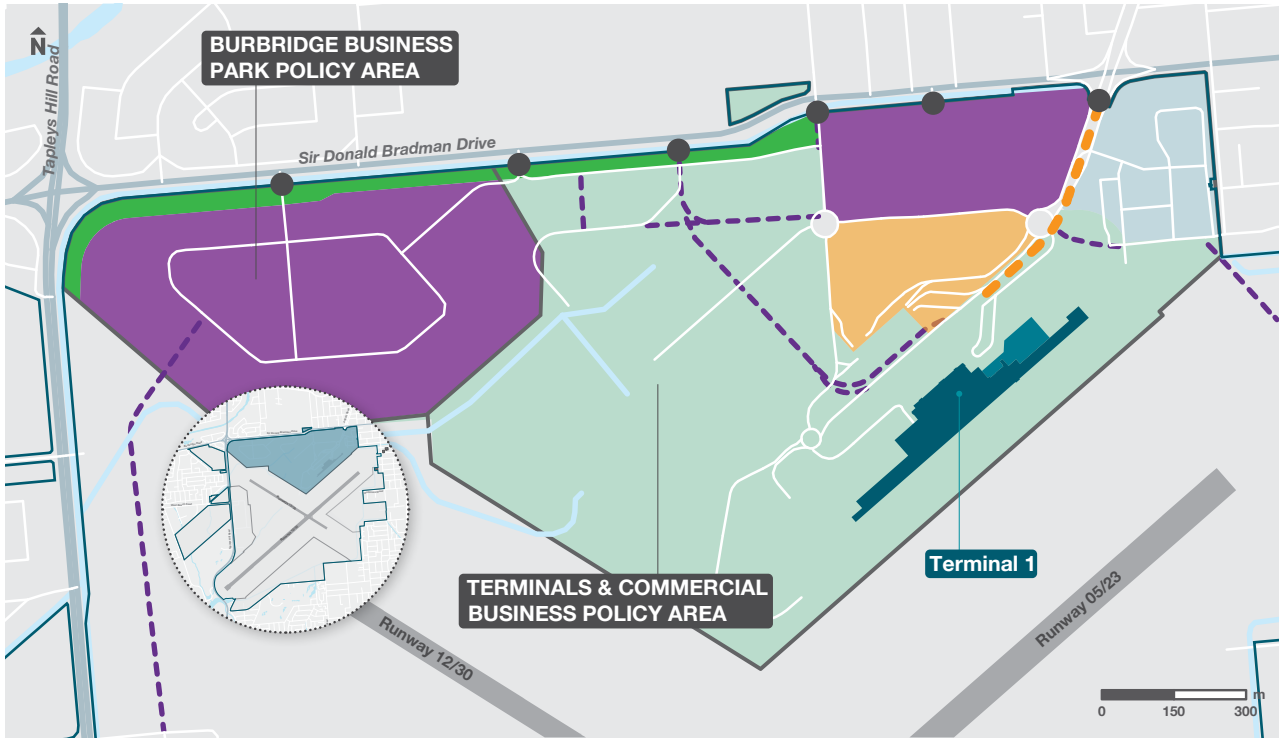 N
Tapleys Hill Road
BURBRIDGE BUSINESS
PARK POLICY AREA
Sir Donald Bradman Drive
TERMINALS & COMMERCIAL
BUSINESS POLICY AREA
Terminal 1
Runway 12/30
Runway 05/23
m
0 150 300